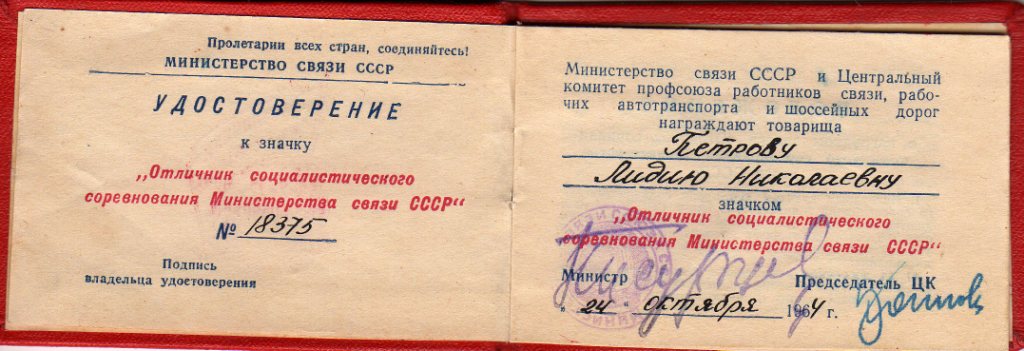 Пролетарии всех стран, соединяйтесь!
МИНИСТЕРСТВО СВЯЗИ СССР
УДОСТОВЕРЕНИЕ
к значку
„Отличник социалистического
соревнования Министерства связи СССР“
№ 18375
Подпись
владельца удостоверения
Министерство связи СССР и Центральный
комитет профсоюза работников связи, рабо-
чих автотранспорта и шоссейных дорог
награждают товарища
Петрову
Лидию Николаевну
значком
„Отличник социалистического
соревнования Министерства связи СССР“
Министр Председатель ЦК
„ 24 октября 1964 г.